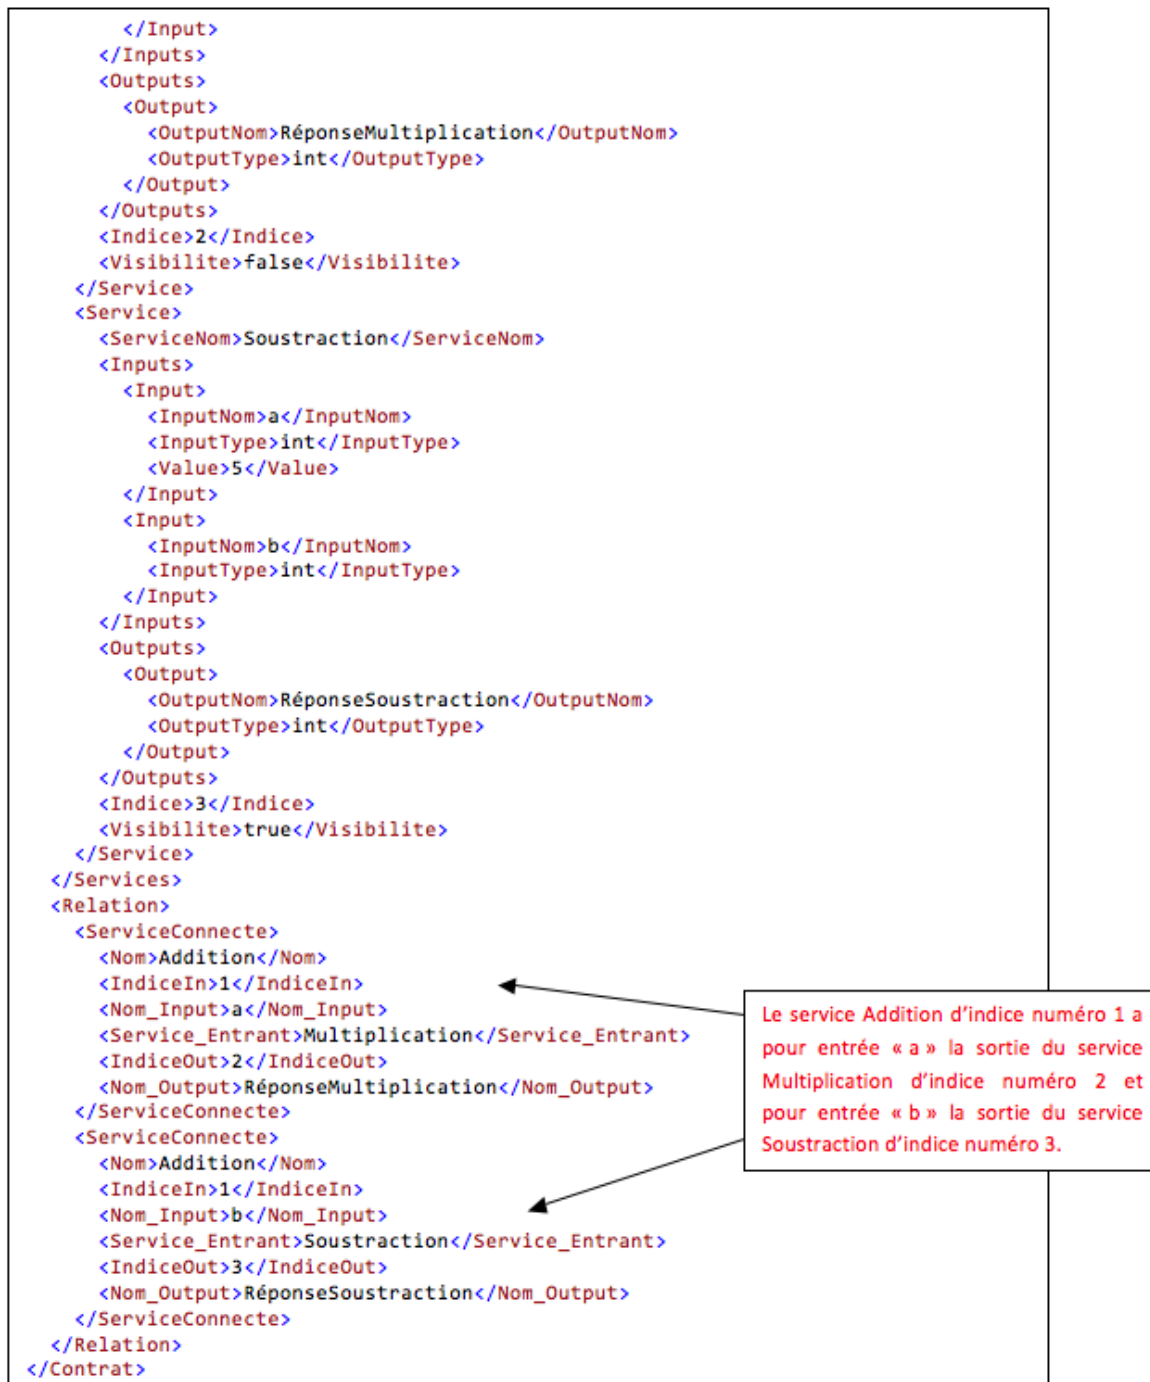 </Input>
</Inputs>
<Outputs>
<Output>
<OutputNom>RéponseMultiplication</OutputNom>
<OutputType>int</OutputType>
</Output>
</Outputs>
<Indice>2</Indice>
<Visibilite>false</Visibilite>
</Service>
<Service>
<ServiceNom>Soustraction</ServiceNom>
<Inputs>
<Input>
<InputNom>a</InputNom>
<InputType>int</InputType>
<Value>5</Value>
</Input>
<Input>
<InputNom>b</InputNom>
<InputType>int</InputType>
</Input>
</Inputs>
<Outputs>
<Output>
<OutputNom>RéponseSoustraction</OutputNom>
<OutputType>int</OutputType>
</Output>
</Outputs>
<Indice>3</Indice>
<Visibilite>true</Visibilite>
</Service>
</Services>
<Relation>
<ServiceConnecte>
<Nom>Addition</Nom>
<IndiceIn>1</IndiceIn>
<Nom_Input>a</Nom_Input>
<Service_Entrant>Multiplication</Service_Entrant>
<IndiceOut>2</IndiceOut>
<Nom_Output>RéponseMultiplication</Nom_Output>
</ServiceConnecte>
<ServiceConnecte>
<Nom>Addition</Nom>
<IndiceIn>1</IndiceIn>
<Nom_Input>b</Nom_Input>
<Service_Entrant>Soustraction</Service_Entrant>
<IndiceOut>3</IndiceOut>
<Nom_Output>RéponseSoustraction</Nom_Output>
</ServiceConnecte>
</Relation>
</Contrat>
Le service Addition d'indice numéro 1 a
pour entrée « a » la sortie du service
Multiplication d'indice numéro 2 et
pour entrée « b » la sortie du service
Soustraction d'indice numéro 3.